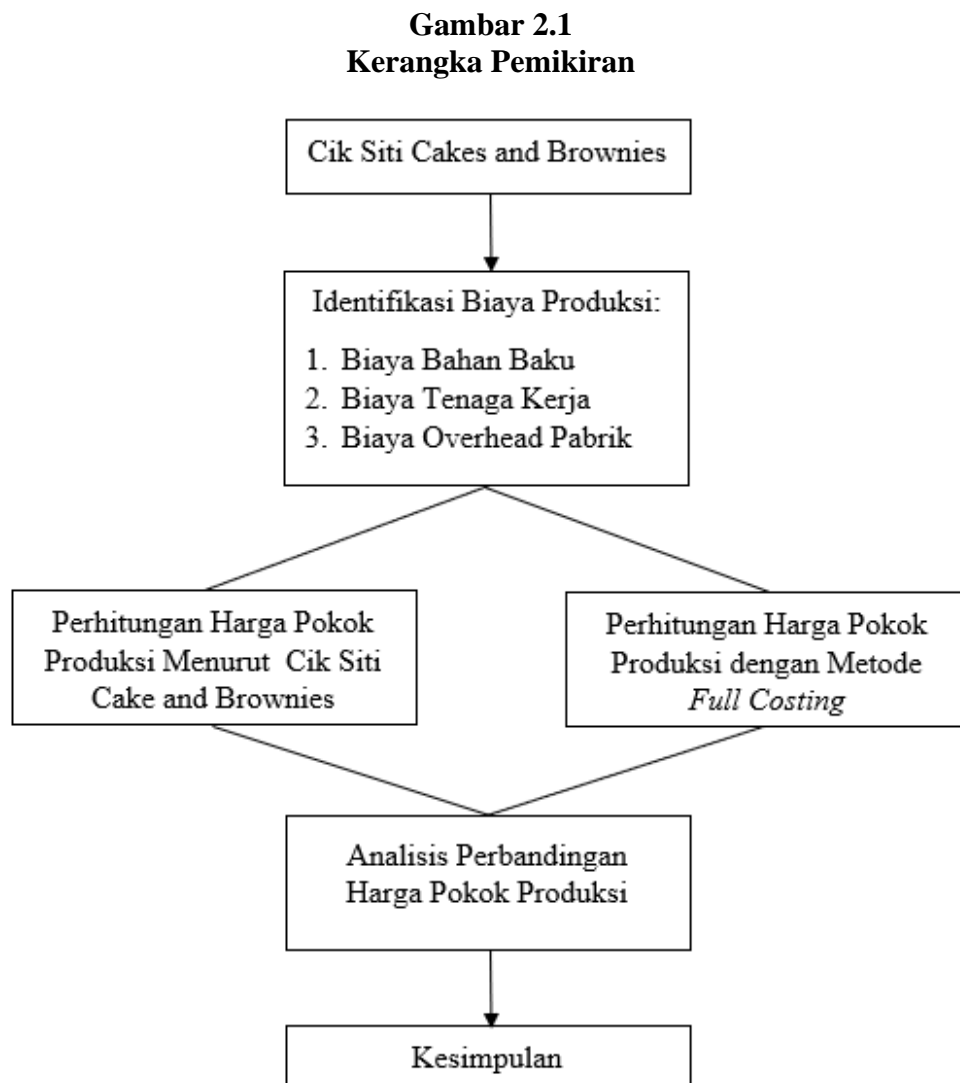 Gambar 2.1
Kerangka Pemikiran
Cik Siti Cakes and Brownies
Identifikasi Biaya Produksi:
1. Biaya Bahan Baku
2. Biaya Tenaga Kerja
3. Biaya Overhead Pabrik
Perhitungan Harga Pokok
Produksi Menurut Cik Siti
Cake and Brownies
Perhitungan Harga Pokok
Produksi dengan Metode
Full Costing
Analisis Perbandingan
Harga Pokok Produksi
Kesimpulan